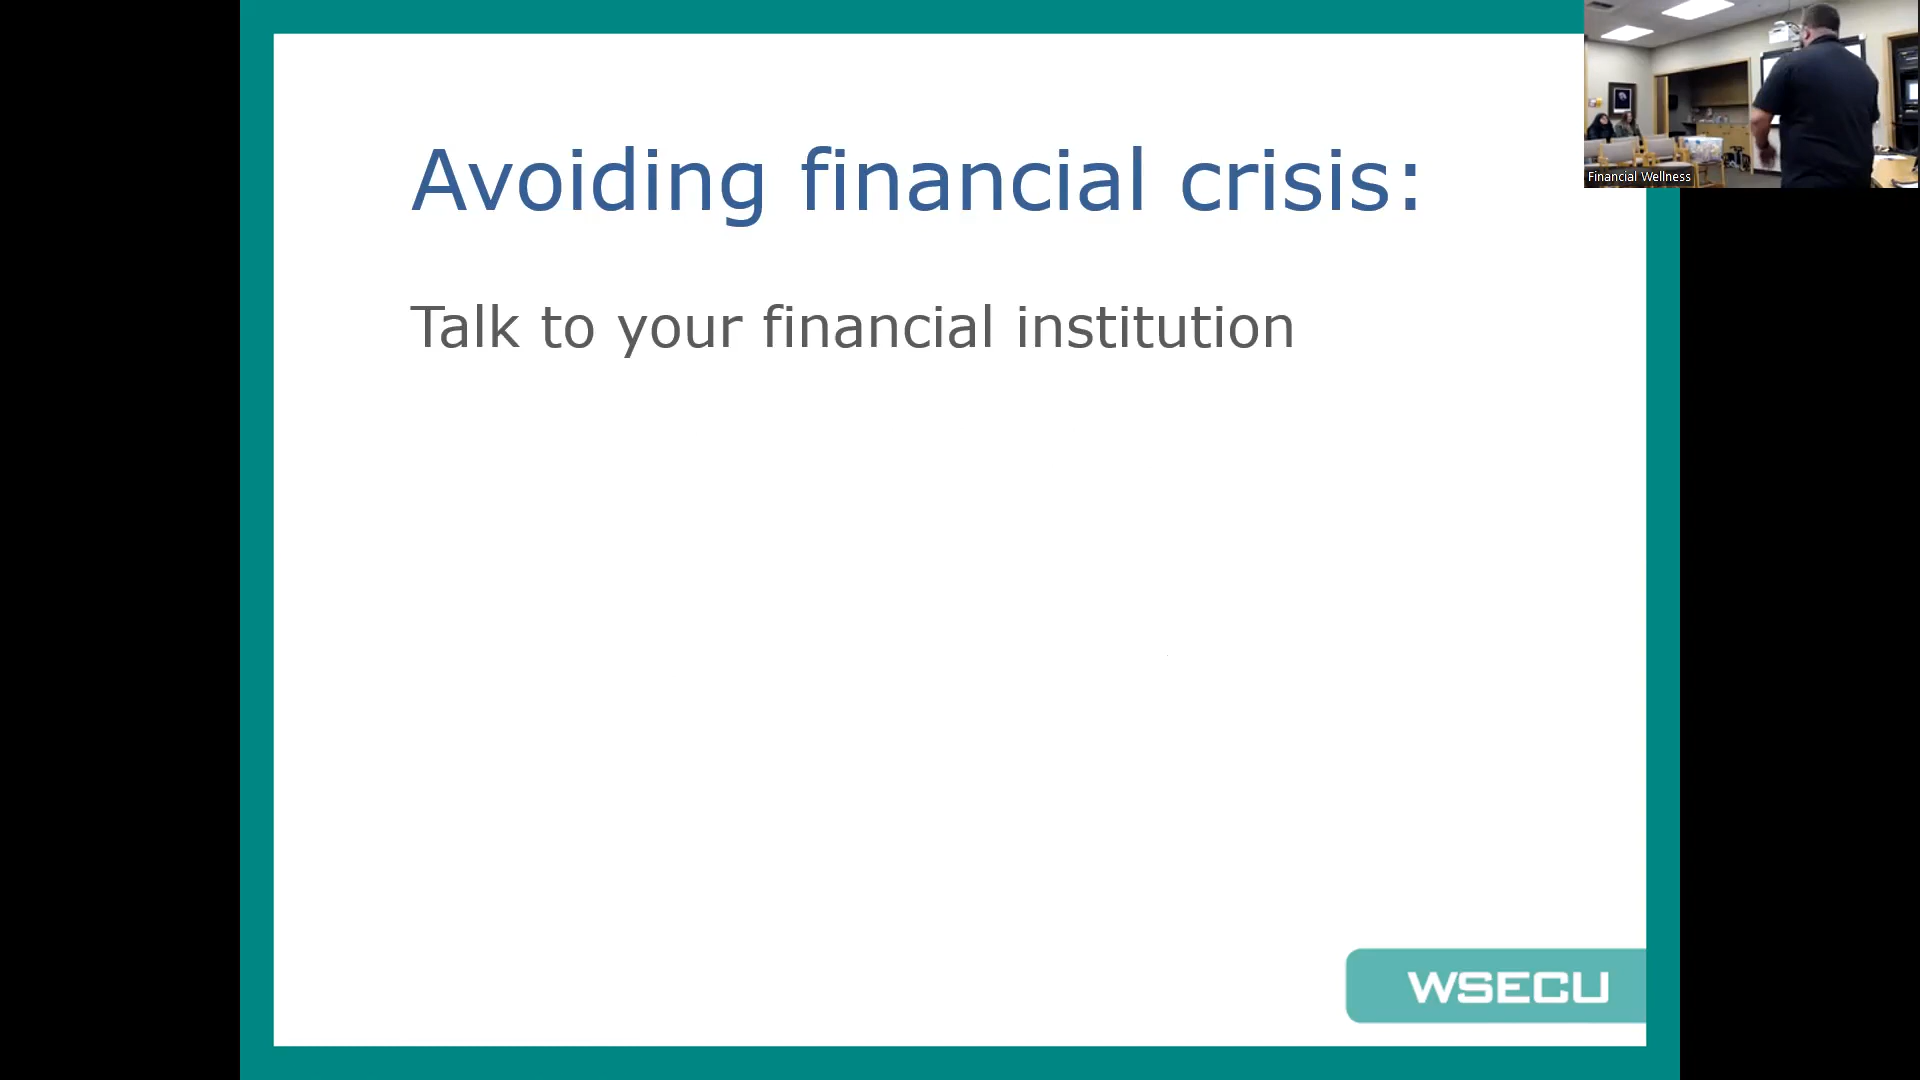 Avoiding financial crisis:
Talk to your financial institution
WSECU
Financial Wellness